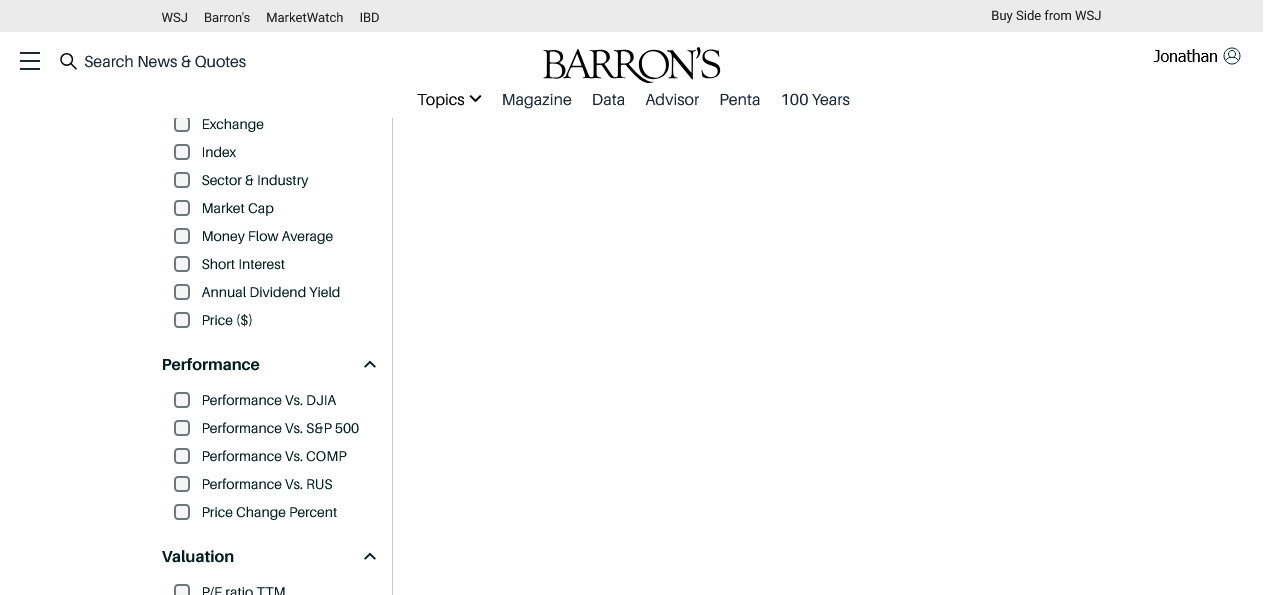 WSJ Barron's MarketWatch IBD Buy Side from WSJ
Search News & Quotes BARRON'S Jonathan
Topics Magazine Data Advisor Penta 100 Years
Exchange
Index
Sector & Industry
Market Cap
Money Flow Average
Short Interest
Annual Dividend Yield
Price ($)
Performance
Performance Vs. DJIA
Performance Vs. S&P 500
Performance Vs. COMP
Performance Vs. RUS
Price Change Percent
Valuation
P/E ratio TTM